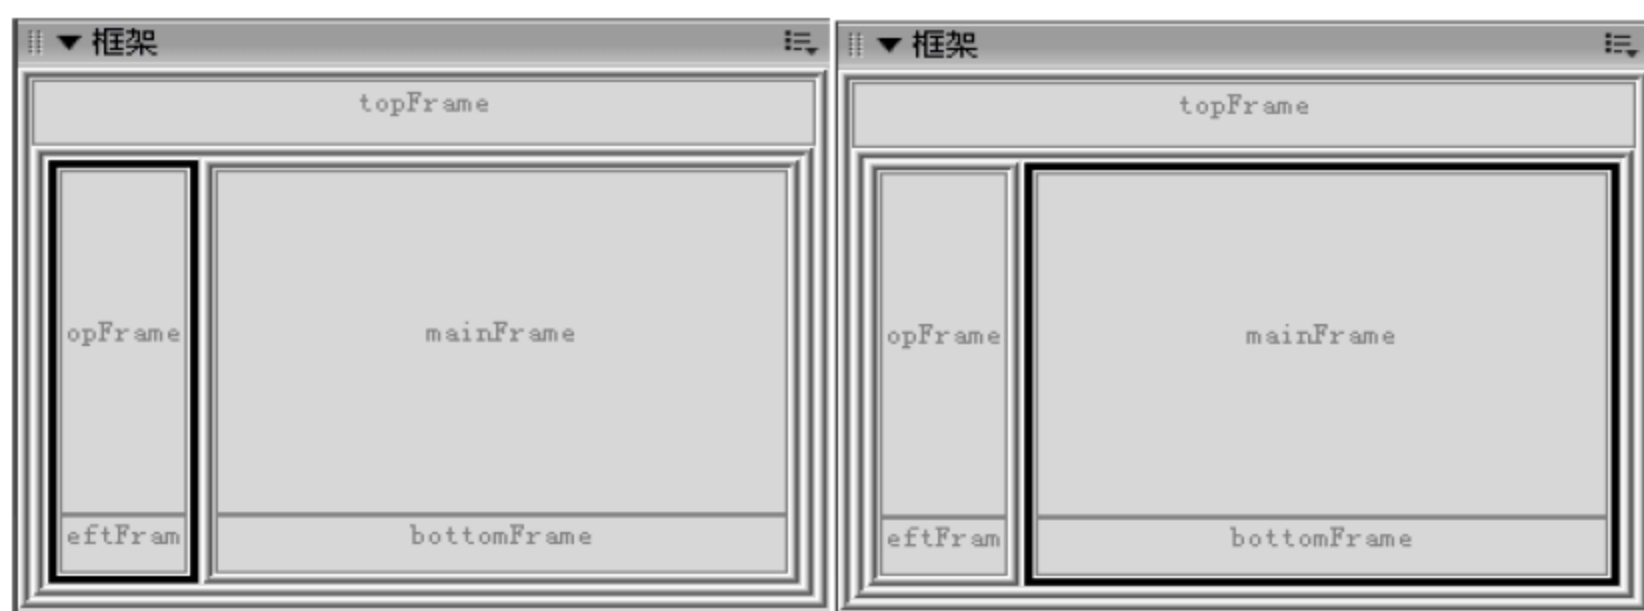 框架
topFrame
opFrame
mainFrame
eftFram
bottomFrame
框架
topFrame
opFrame
mainFrame
eftFram
bottomFrame